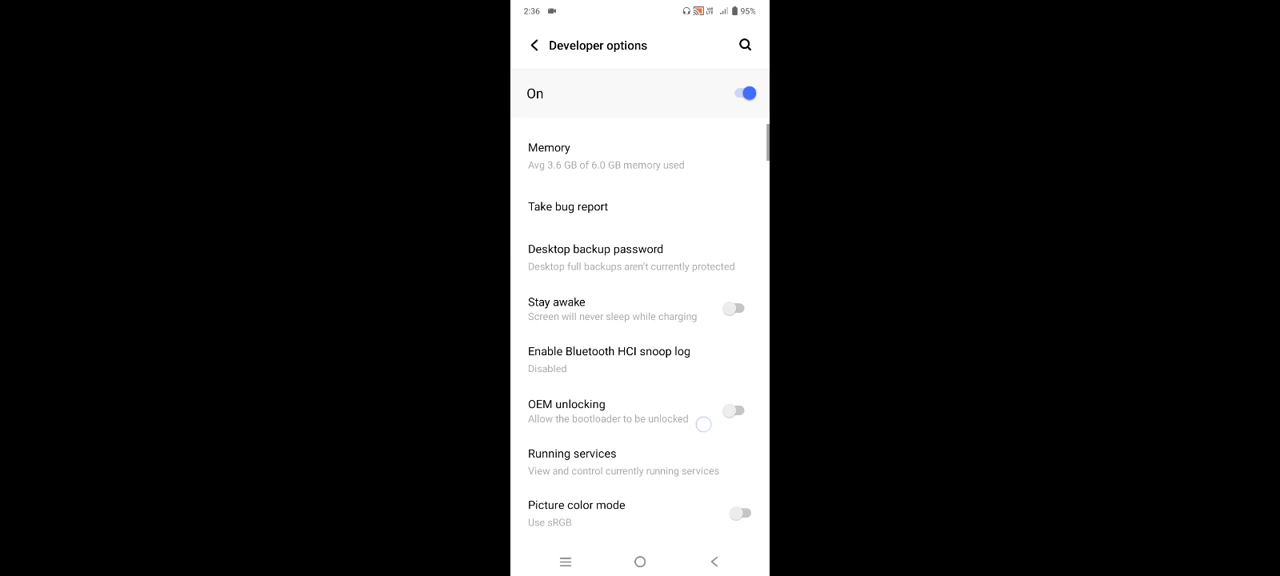 2:36 95%
Developer options
On
Memory
Avg 3.6 GB of 6.0 GB memory used
Take bug report
Desktop backup password
Desktop full backups aren't currently protected
Stay awake
Screen will never sleep while charging
Enable Bluetooth HCI snoop log
Disabled
OEM unlocking
Allow the bootloader to be unlocked
Running services
View and control currently running services
Picture color mode
Use sRGB